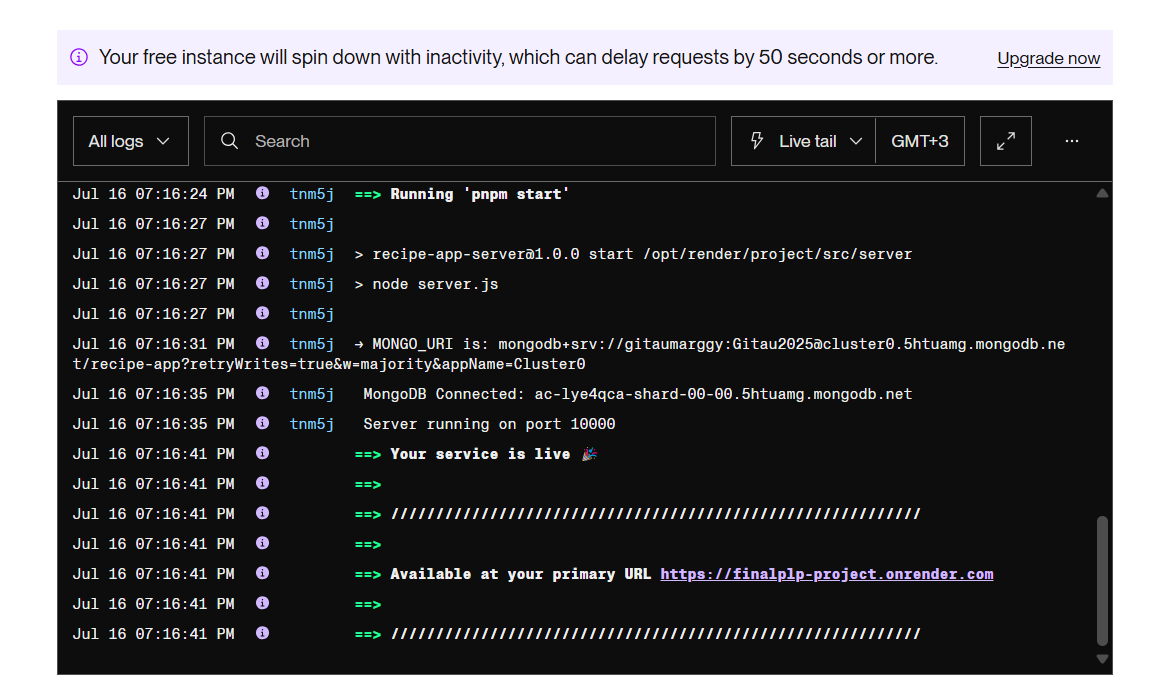 Your free instance will spin down with inactivity, which can delay requests by 50 seconds or more. Upgrade now
All logs Search Live tail GMT+3 ...
Jul 16 07:16:24 PM tnm5j ==> Running 'pnpm start'
Jul 16 07:16:27 PM tnm5j
Jul 16 07:16:27 PM tnm5j > recipe-app-server@1.0.0 start /opt/render/project/src/server
Jul 16 07:16:27 PM tnm5j > node server.js
Jul 16 07:16:27 PM tnm5j
Jul 16 07:16:31 PM tnm5j → MONGO_URI is: mongodb+srv://gitaumarggy:Gitau2025@cluster0.5htuamg.mongodb.ne
t/recipe-app?retryWrites=true&w=majority&appName=Cluster0
Jul 16 07:16:35 PM tnm5j MongoDB Connected: ac-lye4qca-shard-00-00.5htuamg.mongodb.net
Jul 16 07:16:35 PM tnm5j Server running on port 10000
Jul 16 07:16:41 PM ==> Your service is live 🎉
Jul 16 07:16:41 PM ==>
Jul 16 07:16:41 PM ==> ///////////////////////////////////////////////////////////
Jul 16 07:16:41 PM ==>
Jul 16 07:16:41 PM ==> Available at your primary URL https://finalplp-project.onrender.com
Jul 16 07:16:41 PM ==>
Jul 16 07:16:41 PM ==> ///////////////////////////////////////////////////////////